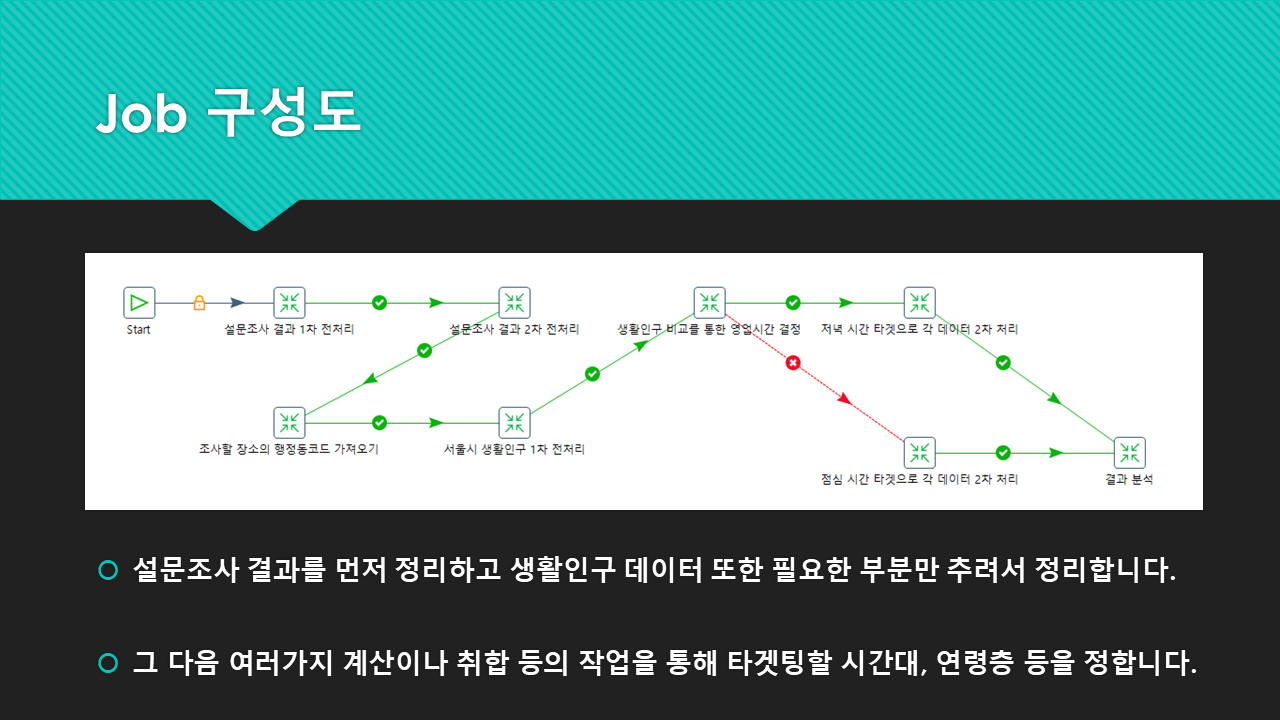 Job 구성도
Start
설문조사 결과 1차 전처리
설문조사 결과 2차 전처리
생활인구 비교를 통한 영업시간 결정
저녁 시간 타겟으로 각 데이터 2차 처리
조사할 장소의 행정동코드 가져오기
서울시 생활인구 1차 전처리
점심 시간 타겟으로 각 데이터 2차 처리
결과 분석
설문조사 결과를 먼저 정리하고 생활인구 데이터 또한 필요한 부분만 추려서 정리합니다.
그 다음 여러가지 계산이나 취합 등의 작업을 통해 타겟팅할 시간대, 연령층 등을 정합니다.